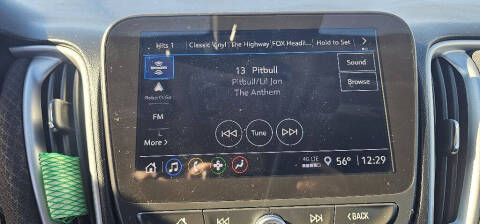 Hits 1 Classic Vinyl The Highway FOX Headli... Hold to Set
13 Pitbull
Pitbull/Lil Jon
The Anthem
Sound
Browse
FM
More >
Tune
4G LTE 56° 12:29
BACK